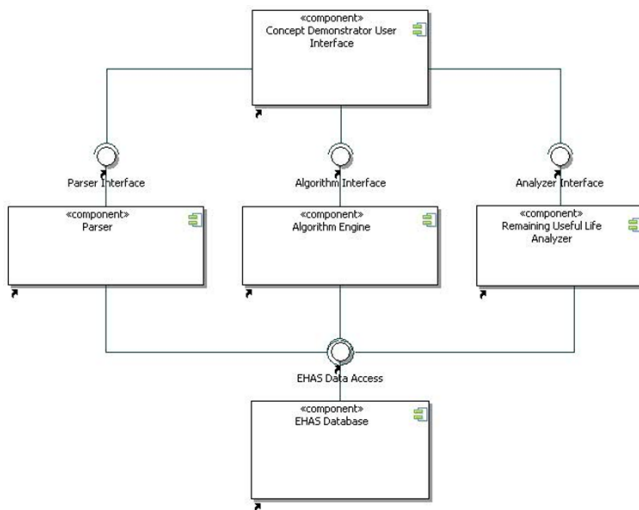 «component»
Concept Demonstrator User
Interface
Parser Interface
Algorithm Interface
Analyzer Interface
«component»
Parser
«component»
Algorithm Engine
«component»
Remaining Useful Life
Analyzer
EHAS Data Access
«component»
EHAS Database